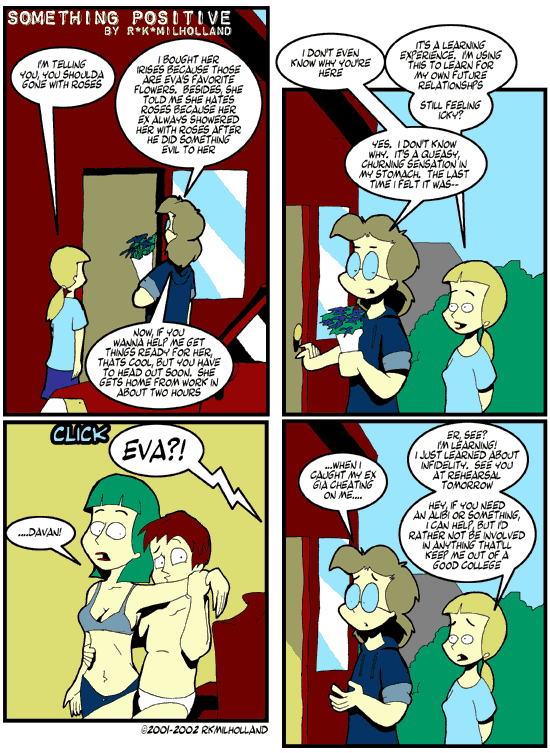 SOMETHING POSITIVE
BY R*K*MILHOLLAND
I'M TELLING
YOU, YOU SHOULDA
GONE WITH ROSES
I BOUGHT HER
IRISES BECAUSE THOSE
ARE EVA'S FAVORITE
FLOWERS. BESIDES, SHE
TOLD ME SHE HATES
ROSES BECAUSE HER
EX ALWAYS SHOWERED
HER WITH ROSES AFTER
HE DID SOMETHING
EVIL TO HER
NOW, IF YOU
WANNA HELP ME GET
THINGS READY FOR HER,
THATS COOL, BUT YOU HAVE
TO HEAD OUT SOON. SHE
GETS HOME FROM WORK IN
ABOUT TWO HOURS
I DON'T EVEN
KNOW WHY YOU'RE
HERE
IT'S A LEARNING
EXPERIENCE. I'M USING
THIS TO LEARN FOR
MY OWN FUTURE
RELATIONSHIPS
STILL FEELING
ICKY?
YES. I DON'T KNOW
WHY. IT'S A QUEASY,
CHURNING SENSATION IN
MY STOMACH. THE LAST
TIME I FELT IT WAS--
CLICK
EVA?!
....DAVAN!
©2001-2002 RKMILHOLLAND
...WHEN I
CAUGHT MY EX
GIA CHEATING
ON ME....
ER, SEE?
I'M LEARNING!
I JUST LEARNED ABOUT
INFIDELITY. SEE YOU
AT REHEARSAL
TOMORROW
HEY, IF YOU NEED
AN ALIBI OR SOMETHING,
I CAN HELP, BUT I'D
RATHER NOT BE INVOLVED
IN ANYTHING THAT'LL
KEEP ME OUT OF A
GOOD COLLEGE